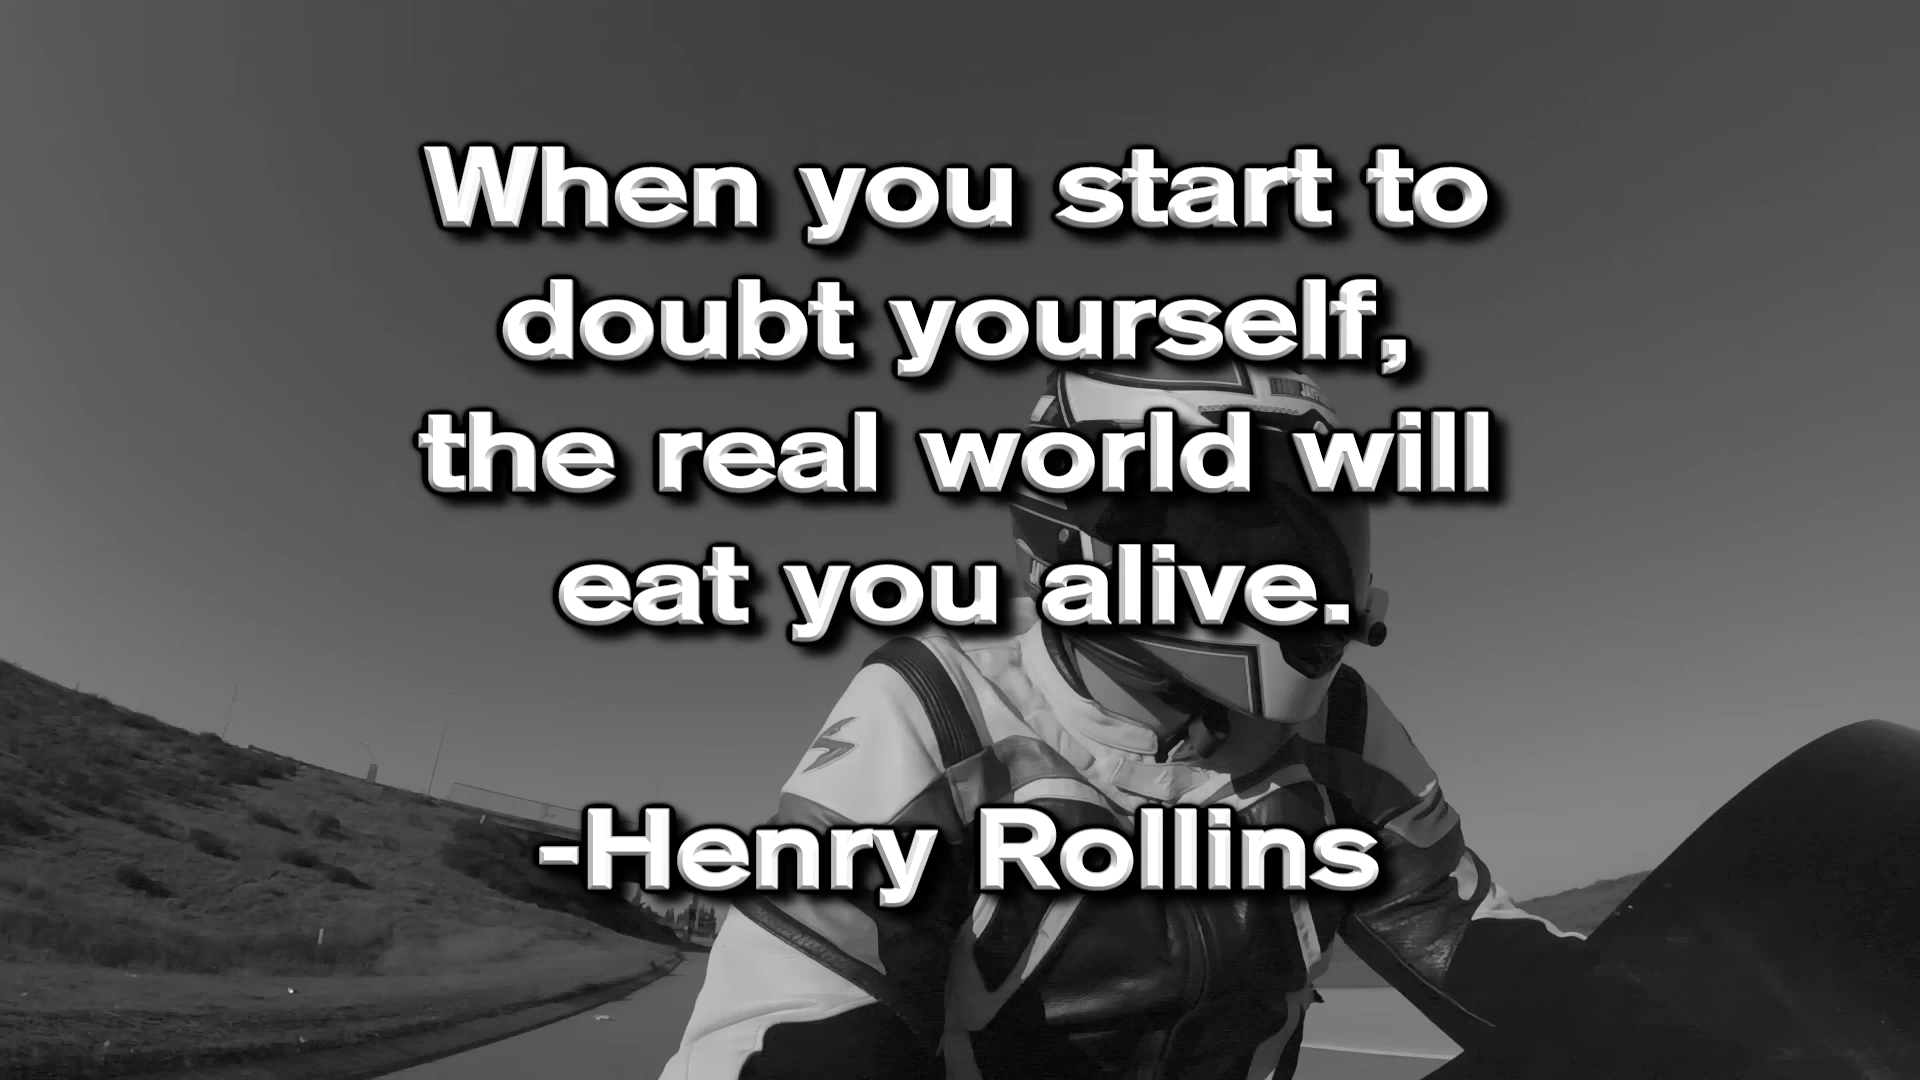 When you start to
doubt yourself,
the real world will
eat you alive.
-Henry Rollins